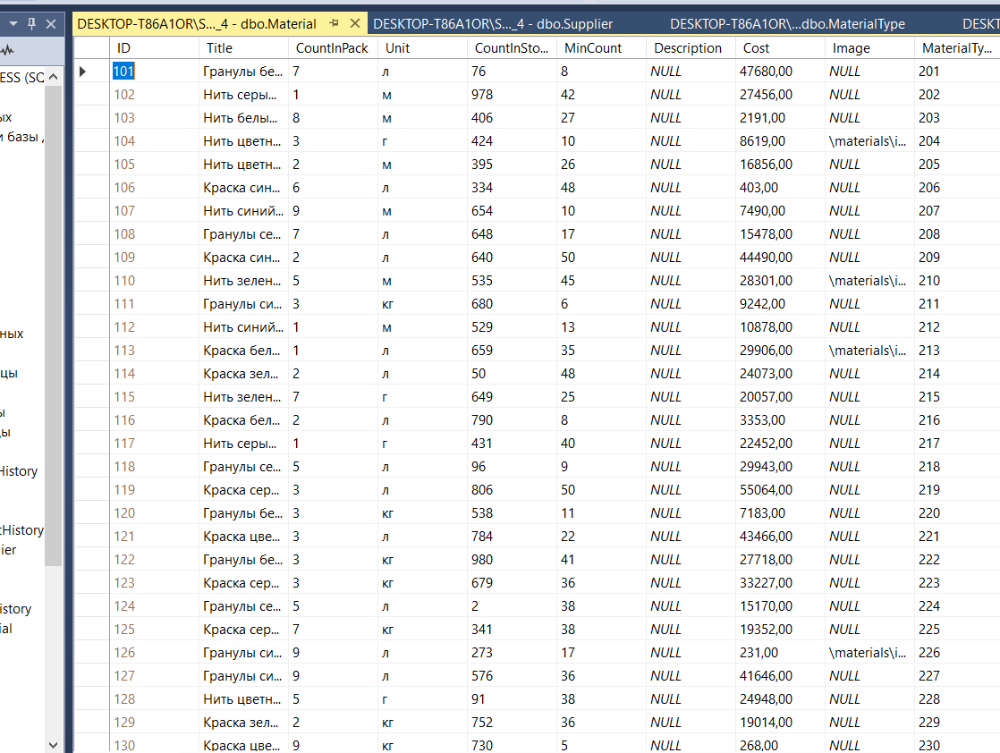 DESKTOP-T86A1OR\S..._4 - dbo.Material DESKTOP-T86A1OR\S..._4 - dbo.Supplier DESKTOP-T86A1OR\...dbo.MaterialType DESKT
ESS (SQ
ых
и базы
ных
цы
ы
ды
History
tHistory
ier
istory
ial
ID Title CountInPack Unit CountInSto... MinCount Description Cost Image MaterialTy...
101 Гранулы бе... 7 л 76 8 NULL 47680,00 NULL 201
102 Нить серы... 1 м 978 42 NULL 27456,00 NULL 202
103 Нить белы... 8 м 406 27 NULL 2191,00 NULL 203
104 Нить цветн... 3 г 424 10 NULL 8619,00 \materials\i... 204
105 Нить цветн... 2 м 395 26 NULL 16856,00 NULL 205
106 Краска син... 6 л 334 48 NULL 403,00 NULL 206
107 Нить синий... 9 м 654 10 NULL 7490,00 NULL 207
108 Гранулы се... 7 л 648 17 NULL 15478,00 NULL 208
109 Краска син... 2 л 640 50 NULL 44490,00 NULL 209
110 Нить зелен... 5 м 535 45 NULL 28301,00 \materials\i... 210
111 Гранулы си... 3 кг 680 6 NULL 9242,00 NULL 211
112 Нить синий... 1 м 529 13 NULL 10878,00 NULL 212
113 Краска бел... 1 л 659 35 NULL 29906,00 \materials\i... 213
114 Краска зел... 2 л 50 48 NULL 24073,00 NULL 214
115 Нить зелен... 7 г 649 25 NULL 20057,00 NULL 215
116 Краска бел... 2 л 790 8 NULL 3353,00 NULL 216
117 Нить серы... 1 г 431 40 NULL 22452,00 NULL 217
118 Гранулы се... 5 л 96 9 NULL 29943,00 NULL 218
119 Краска сер... 3 л 806 50 NULL 55064,00 NULL 219
120 Гранулы бе... 3 кг 538 11 NULL 7183,00 NULL 220
121 Краска цве... 3 л 784 22 NULL 43466,00 NULL 221
122 Гранулы бе... 3 кг 980 41 NULL 27718,00 NULL 222
123 Краска сер... 3 кг 679 36 NULL 33227,00 NULL 223
124 Гранулы се... 5 л 2 38 NULL 15170,00 NULL 224
125 Краска сер... 7 кг 341 38 NULL 19352,00 NULL 225
126 Гранулы си... 9 л 273 17 NULL 231,00 \materials\i... 226
127 Гранулы си... 9 л 576 36 NULL 41646,00 NULL 227
128 Нить цветн... 5 г 91 38 NULL 24948,00 NULL 228
129 Краска зел... 2 кг 752 36 NULL 19014,00 NULL 229
130 Краска цве... 9 кг 730 5 NULL 268,00 NULL 230